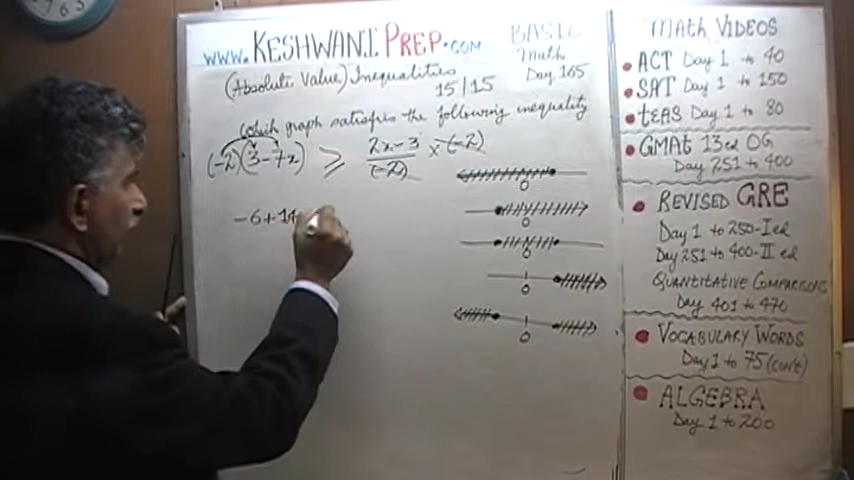 www.KESHWANI PREP.com
BASIC
Math
Day 165
(Absolute Value) Inequalities
15/15
Which graph satisfies the following inequality
(-2)(3-7x) ≥ 2x-3/(-2) x (-2)
-6+14
0
0
0
0
0
Math VIDEOS
ACT Day 1 to 40
SAT Day 1 to 150
tEAS Day 1 to 80
GMAT 13ed OG
Day 251 to 400
REVISED GRE
Day 1 to 250-I ed
Day 251 to 400-II ed
QUANTITATIVE COMPARISONS
Day 401 to 470
VOCABULARY WORDS
Day 1 to 75 (con't)
ALGEBRA
Day 1 to 200